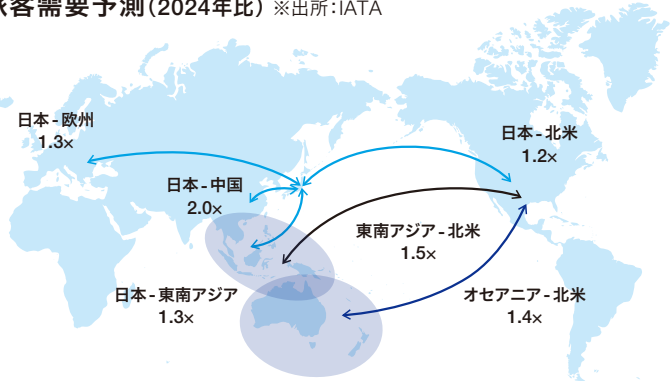 旅客需要予測(2024年比) ※出所:IATA
日本-欧州
1.3×
日本-北米
1.2×
日本-中国
2.0×
東南アジア-北米
1.5×
日本-東南アジア
1.3×
オセアニア-北米
1.4×